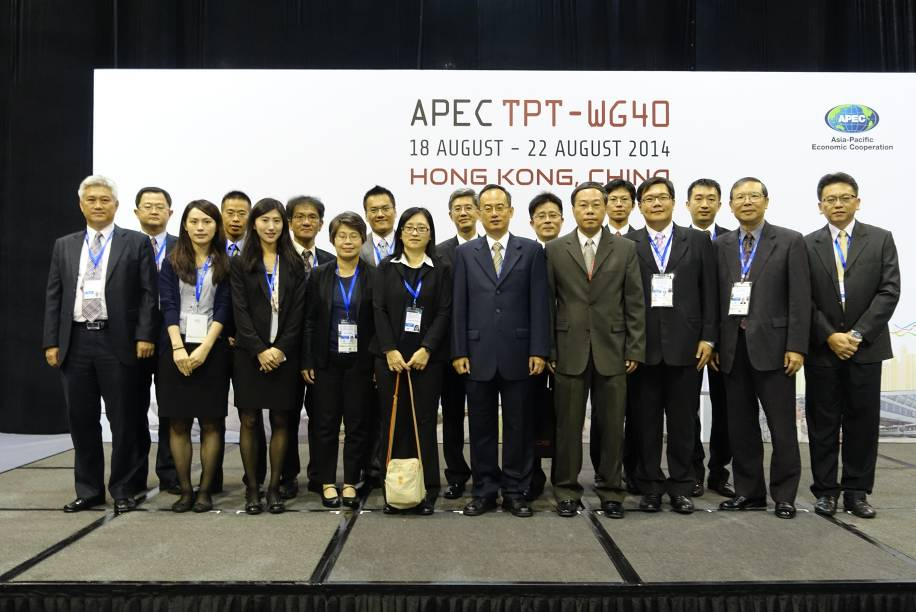 APEC TPT-WG40
18 AUGUST - 22 AUGUST 2014
HONG KONG, CHINA
APEC
Asia-Pacific
Economic Cooperation